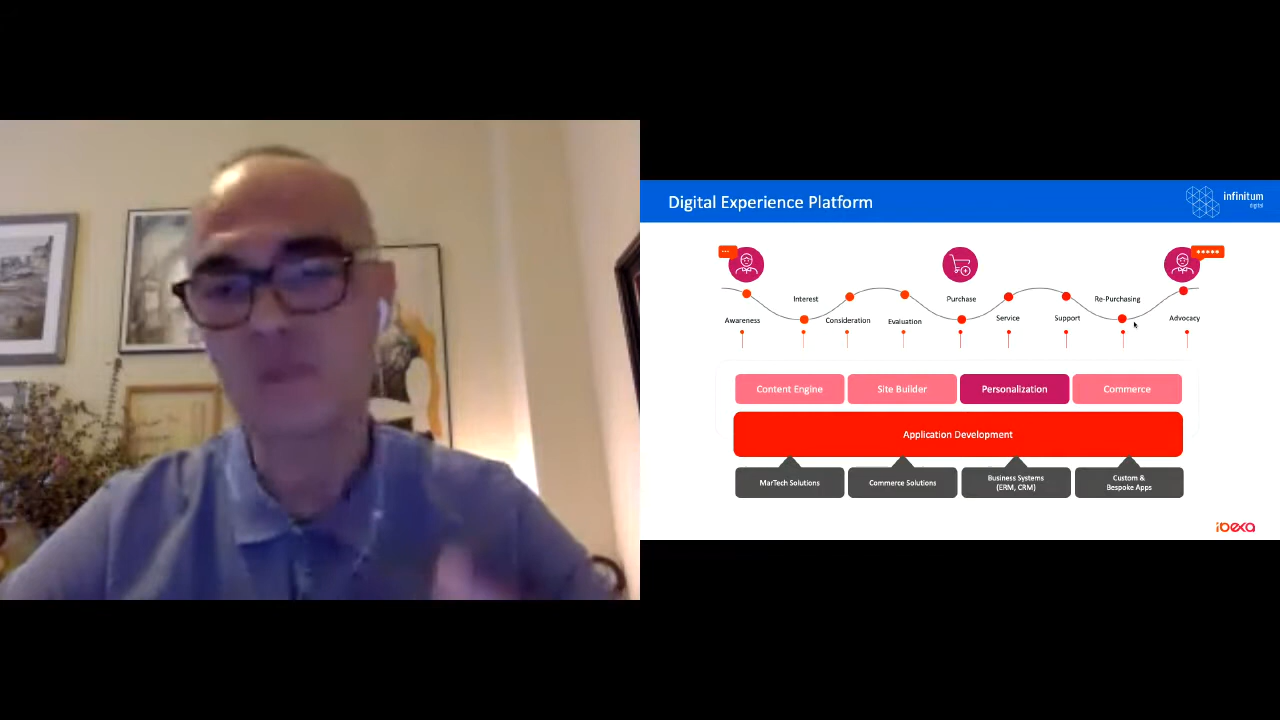 Digital Experience Platform
infinitum
digital
Interest
Purchase
Re-Purchasing
Awareness
Consideration
Evaluation
Service
Support
Advocacy
Content Engine
Site Builder
Personalization
Commerce
Application Development
MarTech Solutions
Commerce Solutions
Business Systems
(ERM, CRM)
Custom &
Bespoke Apps
ibexa